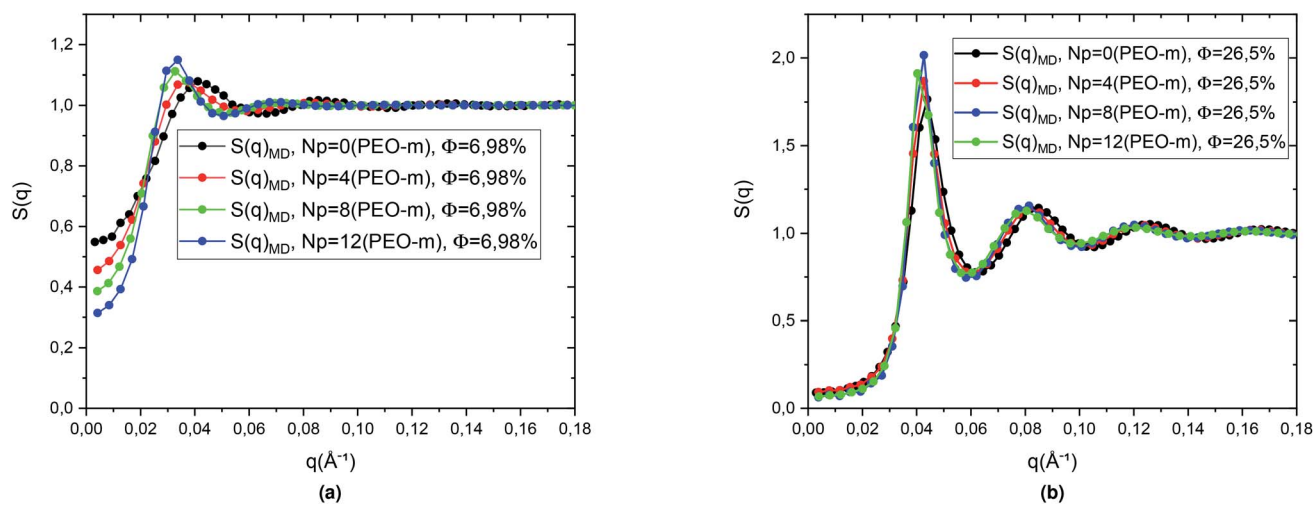 1,2
1,0
0,8
0,6
0,4
0,2
0,0
S(q)
S(q)MD, Np=0(PEO-m), Φ=6,98%
S(q)MD, Np=4(PEO-m), Φ=6,98%
S(q)MD, Np=8(PEO-m), Φ=6,98%
S(q)MD, Np=12(PEO-m), Φ=6,98%
0,00 0,02 0,04 0,06 0,08 0,10 0,12 0,14 0,16 0,18
q(Å⁻¹)
(a)
2,0
1,5
1,0
0,5
0,0
S(q)
S(q)MD, Np=0(PEO-m), Φ=26,5%
S(q)MD, Np=4(PEO-m), Φ=26,5%
S(q)MD, Np=8(PEO-m), Φ=26,5%
S(q)MD, Np=12(PEO-m), Φ=26,5%
0,00 0,02 0,04 0,06 0,08 0,10 0,12 0,14 0,16 0,18
q(Å⁻¹)
(b)